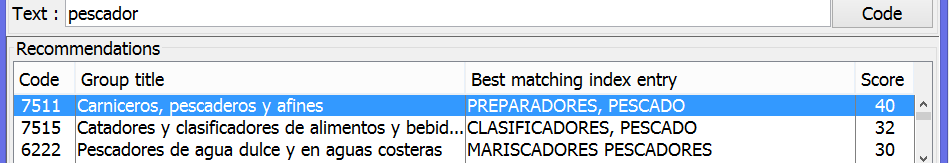 Text : pescador Code
Recommendations
Code Group title Best matching index entry Score
7511 Carniceros, pescaderos y afines PREPARADORES, PESCADO 40
7515 Catadores y clasificadores de alimentos y bebid... CLASIFICADORES, PESCADO 32
6222 Pescadores de agua dulce y en aguas costeras MARISCADORES PESCADORES 30